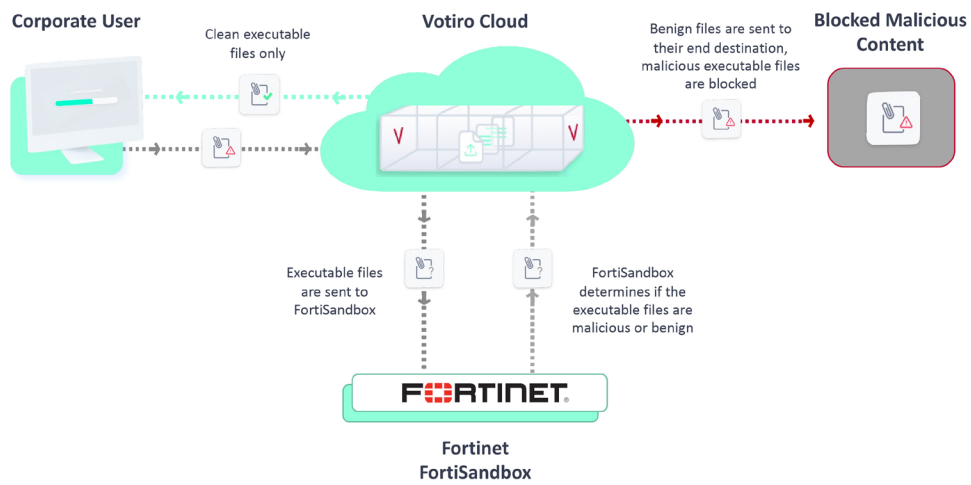 Corporate User
Votiro Cloud
Blocked Malicious
Content
Clean executable
files only
Benign files are sent to
their end destination,
malicious executable files
are blocked
V
V
Executable files
are sent to
FortiSandbox
?
?
FortiSandbox
determines if the
executable files are
malicious or benign
FORTINET®
Fortinet
FortiSandbox